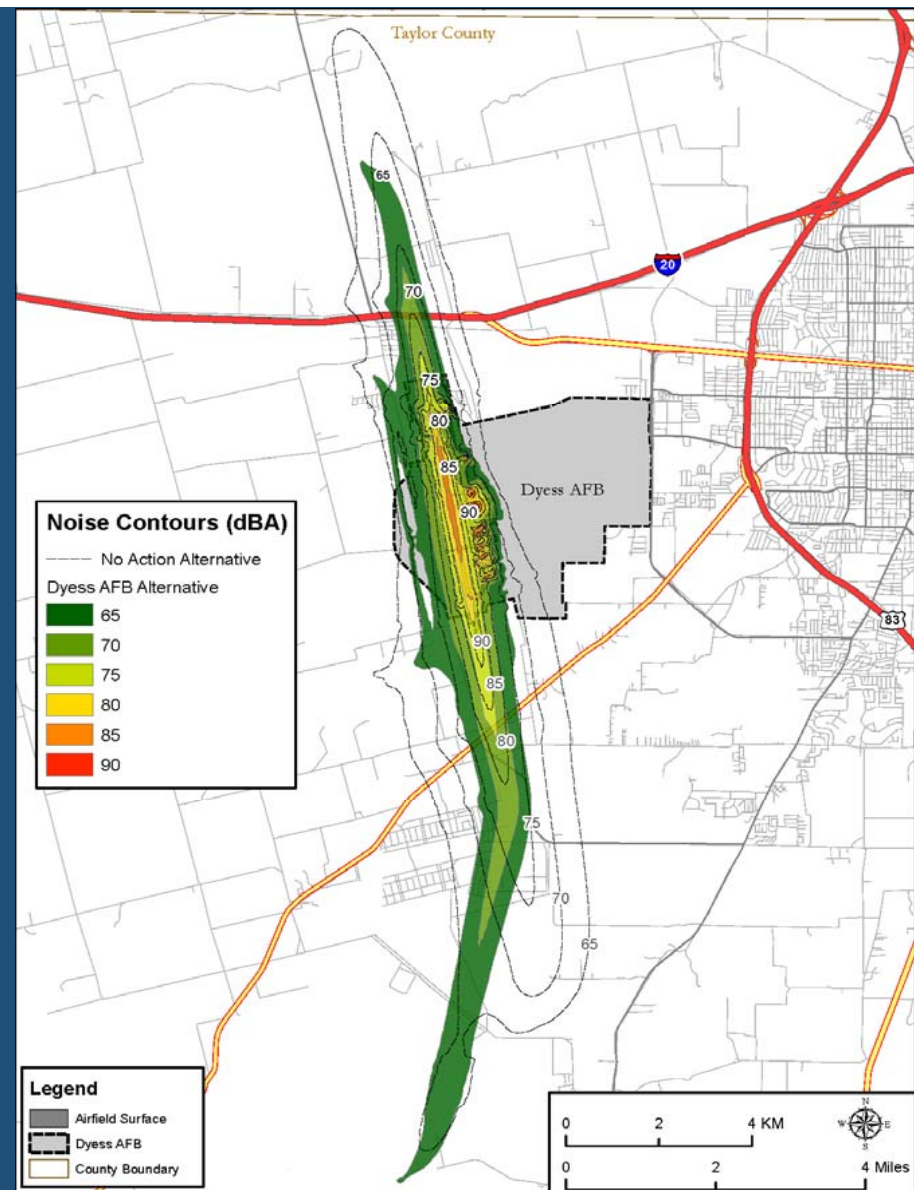 Taylor County
65
20
70
75
80
85
Dyess AFB
90
83
90
85
80
75
70
65
Noise Contours (dBA)
No Action Alternative
Dyess AFB Alternative
65
70
75
80
85
90
Legend
Airfield Surface
Dyess AFB
County Boundary
0 2 4 KM
0 2 4 Miles
N
W E
S